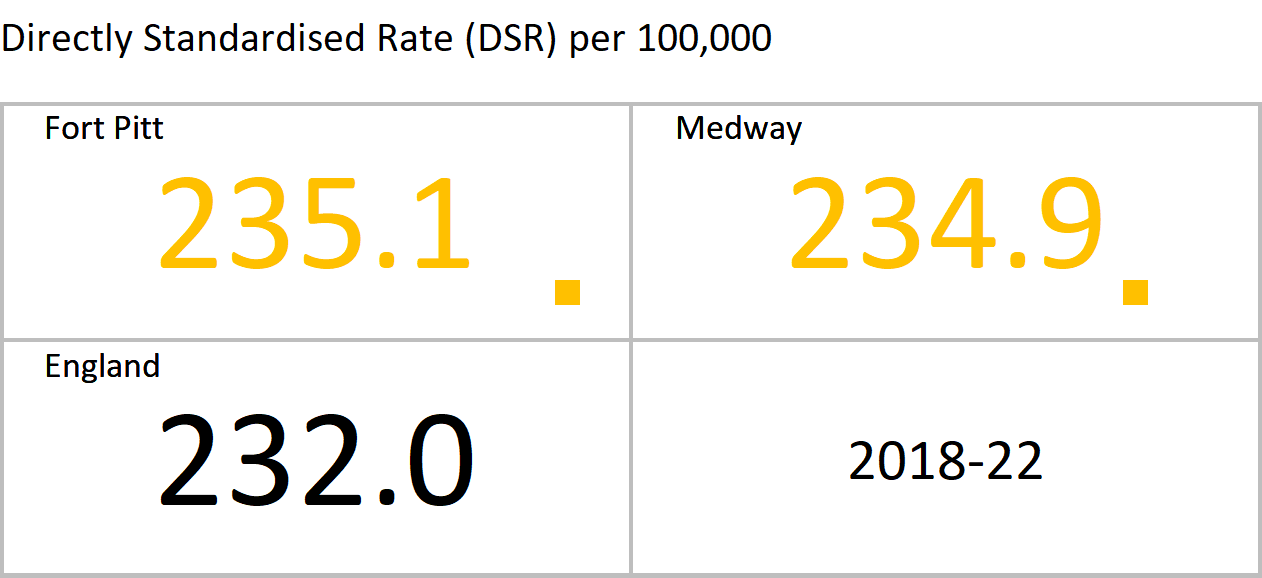 Directly Standardised Rate (DSR) per 100,000
Fort Pitt
235.1
Medway
234.9
England
232.0
2018-22